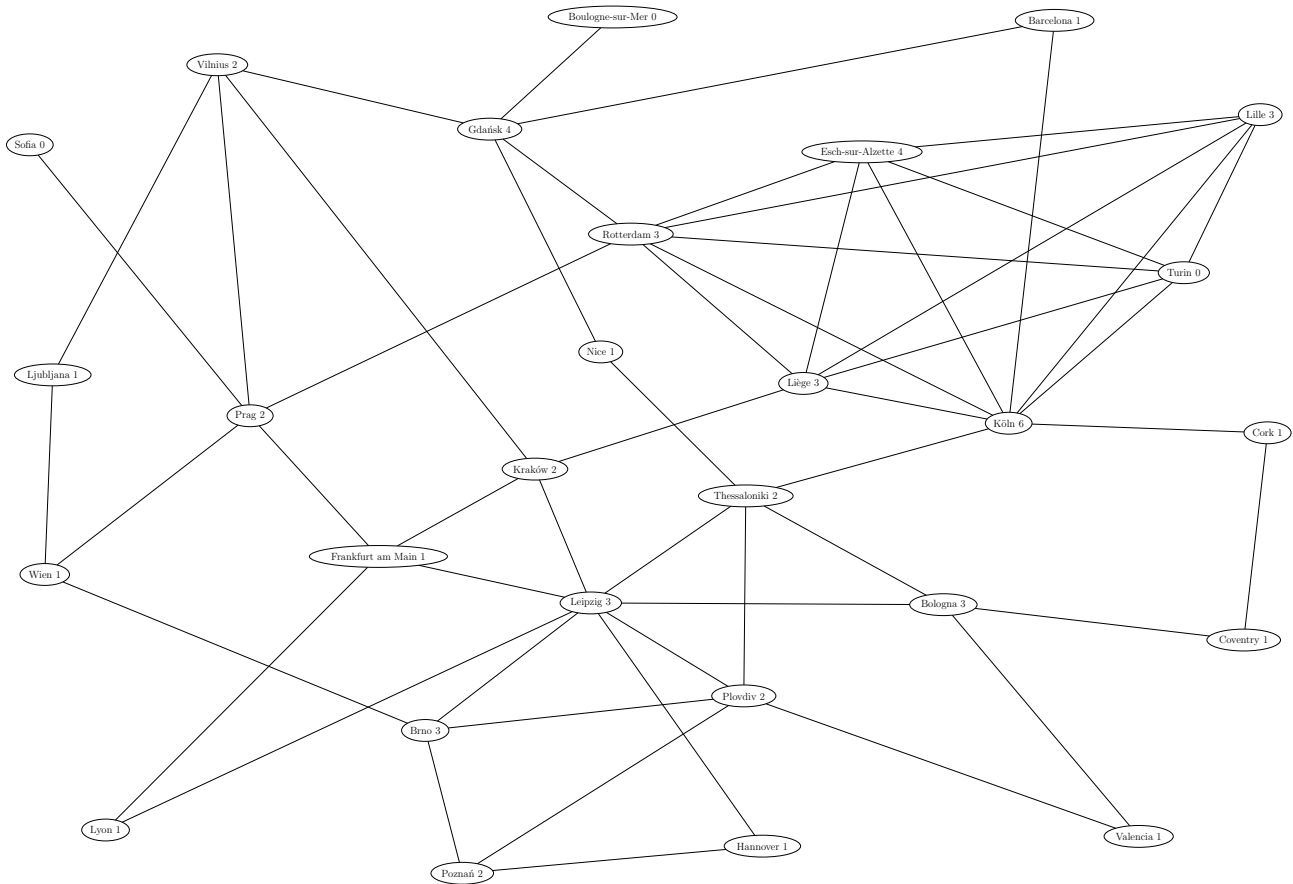 Boulogne-sur-Mer 0
Barcelona 1
Vilnius 2
Lille 3
Gdańsk 4
Sofia 0
Esch-sur-Alzette 4
Rotterdam 3
Turin 0
Nice 1
Ljubljana 1
Liège 3
Prag 2
Köln 6
Cork 1
Kraków 2
Thessaloniki 2
Frankfurt am Main 1
Wien 1
Leipzig 3
Bologna 3
Coventry 1
Plovdiv 2
Brno 3
Lyon 1
Valencia 1
Hannover 1
Poznań 2